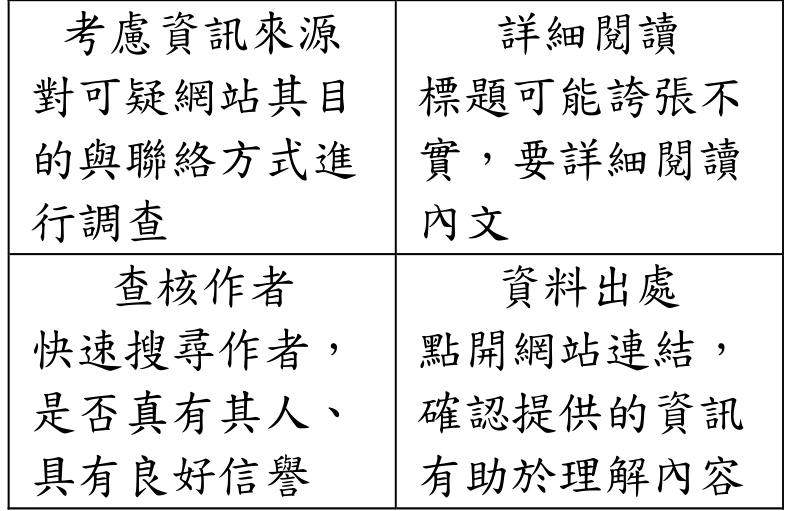 考慮資訊來源
對可疑網站其目
的與聯絡方式進
行調查
詳細閱讀
標題可能誇張不
實，要詳細閱讀
內文
查核作者
快速搜尋作者，
是否真有其人、
具有良好信譽
資料出處
點開網站連結，
確認提供的資訊
有助於理解內容